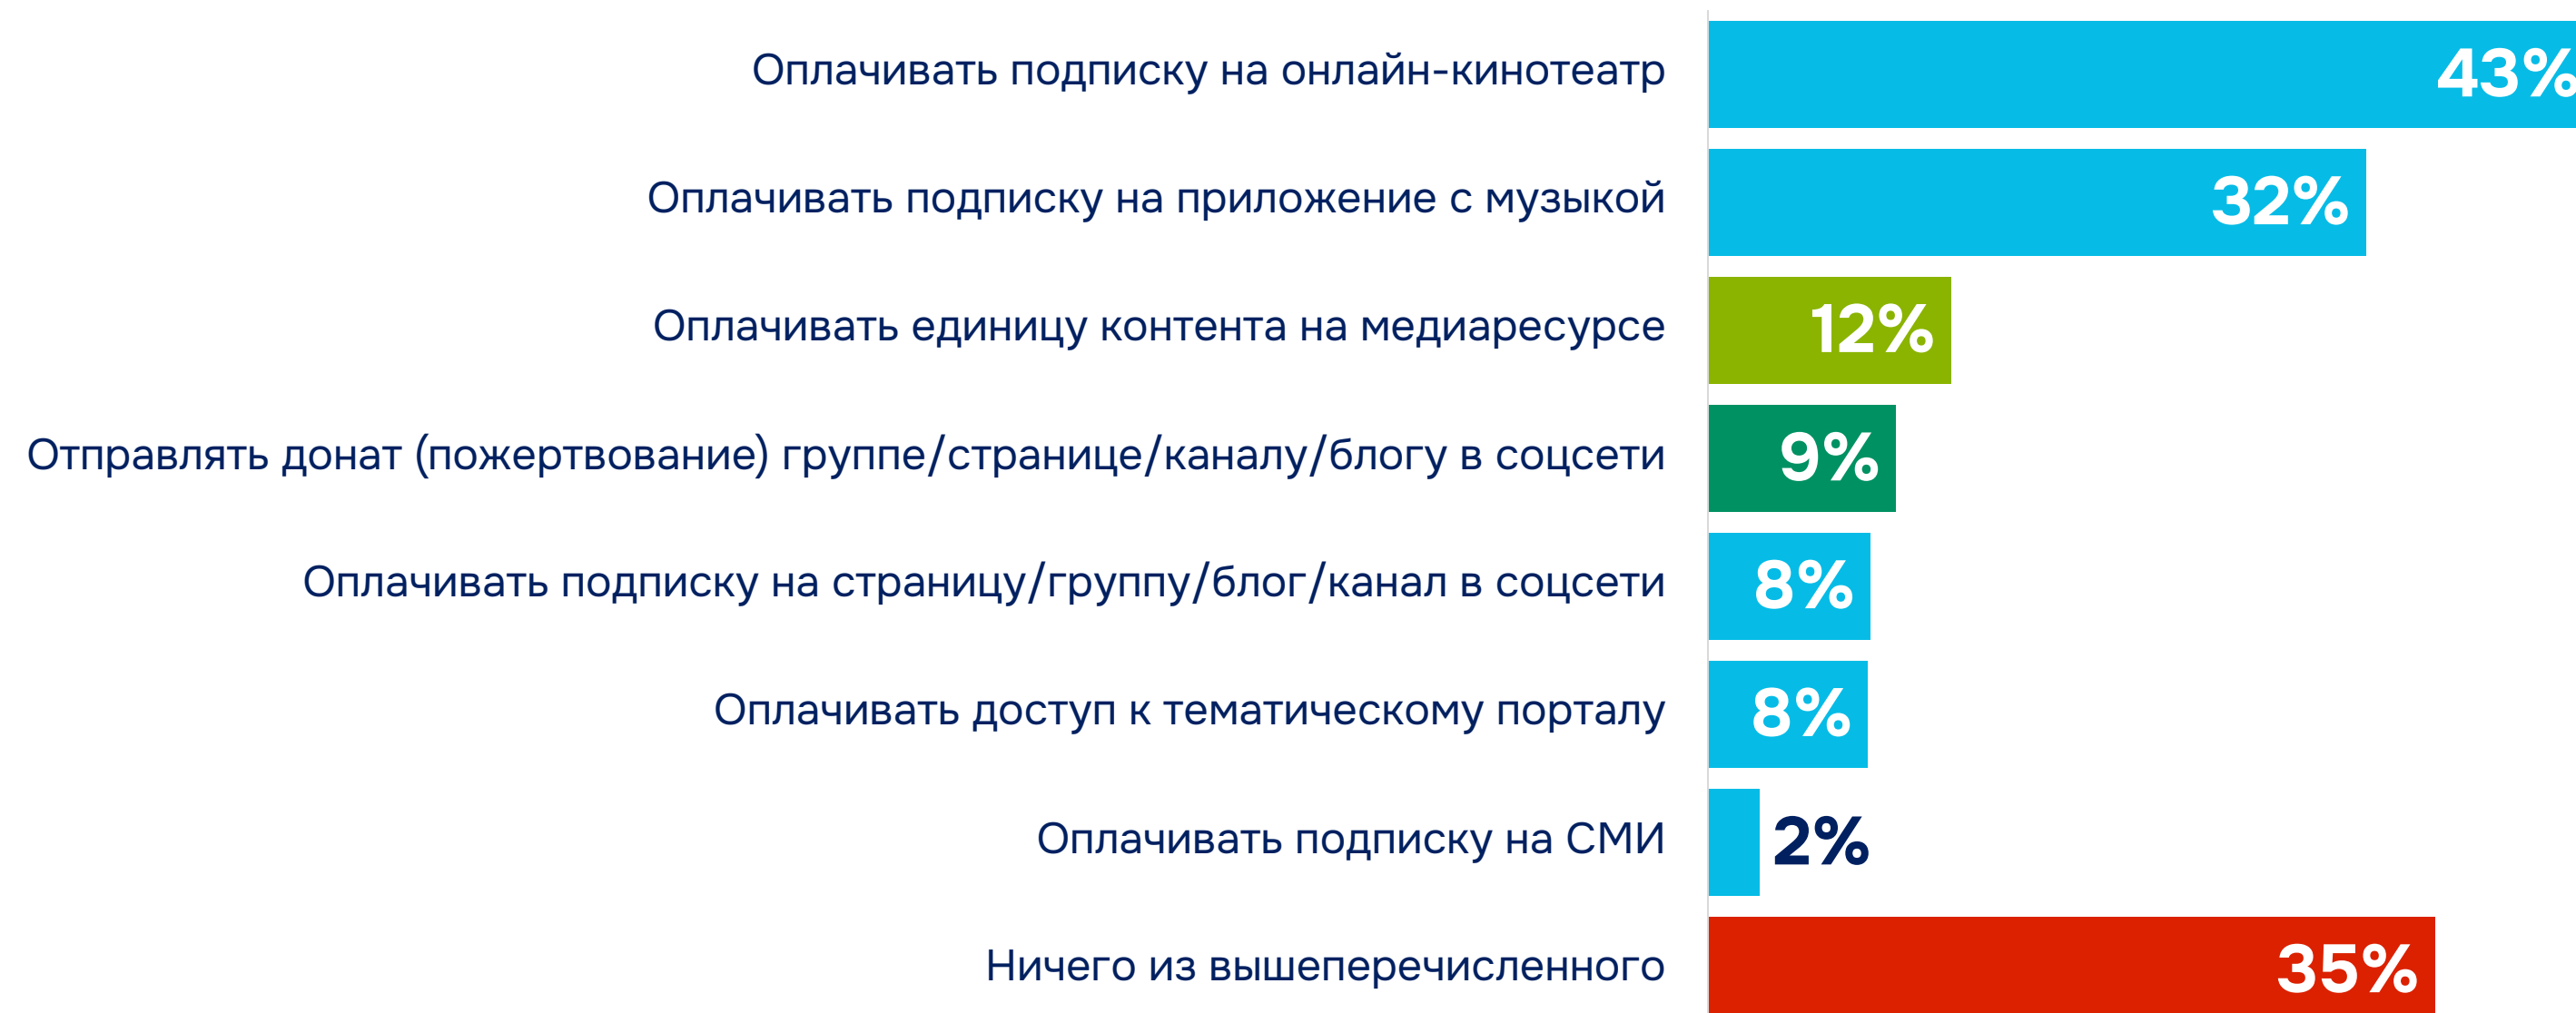 Оплачивать подписку на онлайн-кинотеатр 43%
Оплачивать подписку на приложение с музыкой 32%
Оплачивать единицу контента на медиаресурсе 12%
Отправлять донат (пожертвование) группе/странице/каналу/блогу в соцсети 9%
Оплачивать подписку на страницу/группу/блог/канал в соцсети 8%
Оплачивать доступ к тематическому порталу 8%
Оплачивать подписку на СМИ 2%
Ничего из вышеперечисленного 35%